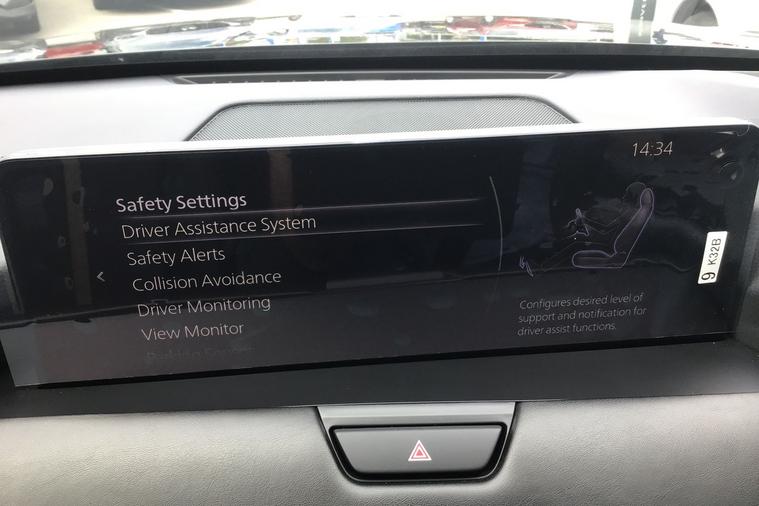 14:34
Safety Settings
Driver Assistance System
Safety Alerts
Collision Avoidance
Driver Monitoring
View Monitor
Configures desired level of
support and notification for
driver assist functions.
9 K32B